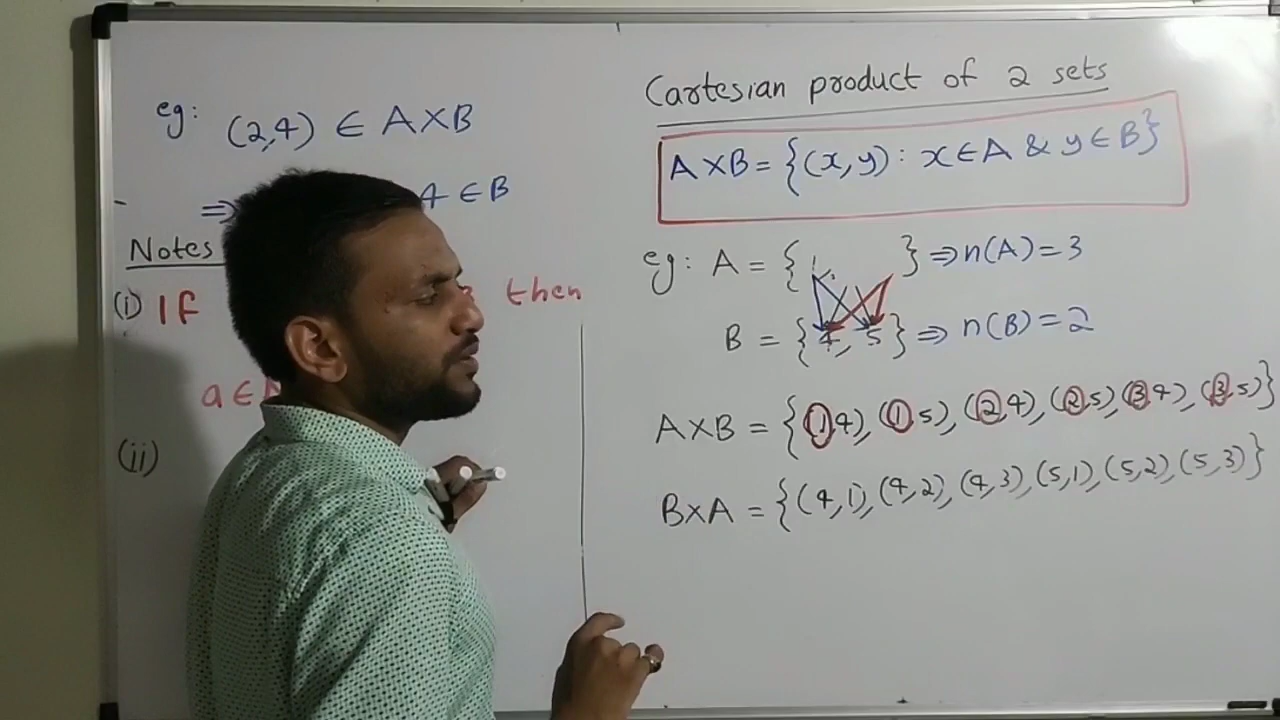 eg: (2,4) ∈ A×B
⇒ 4 ∈ B
Notes
(i) If then
a ∈ A
(ii)
Cartesian product of 2 sets
A×B = {(x,y) : x∈A & y∈B}
eg: A = { } ⇒ n(A) = 3
B = {4, 5} ⇒ n(B) = 2
A×B = {(1,4), (1,5), (2,4), (2,5), (3,4), (3,5)}
B×A = {(4,1), (4,2), (4,3), (5,1), (5,2), (5,3)}